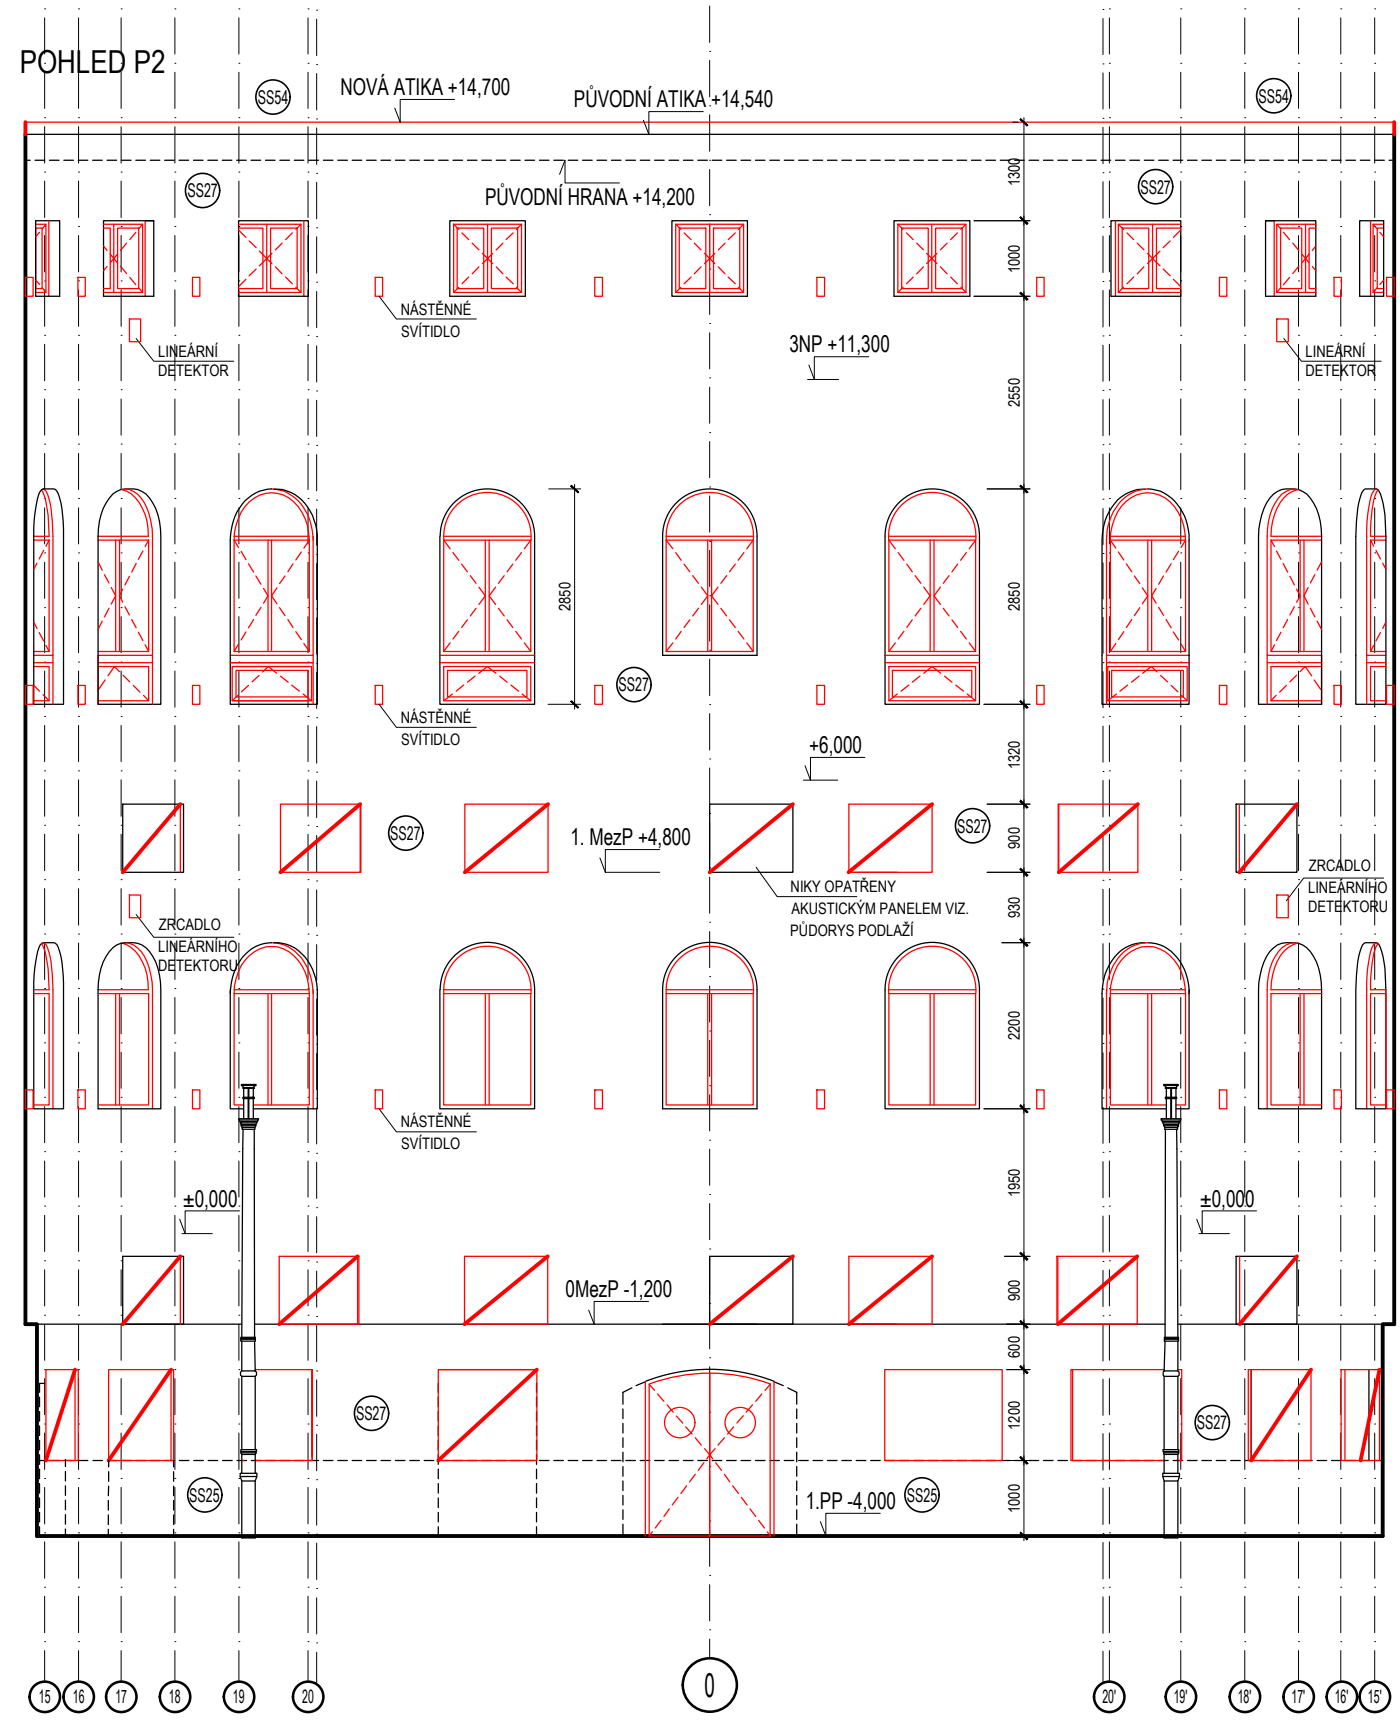 POHLED P2
SS54
NOVÁ ATIKA +14,700
PŮVODNÍ ATIKA +14,540
SS54
SS27
PŮVODNÍ HRANA +14,200
1300
SS27
1000
NÁSTĚNNÉ
SVÍTIDLO
LINEÁRNÍ
DETEKTOR
3NP +11,300
LINEÁRNÍ
DETEKTOR
2550
2850
2850
SS27
NÁSTĚNNÉ
SVÍTIDLO
+6,000
1320
SS27
1. MezP +4,800
SS27
900
NIKY OPATŘENY
AKUSTICKÝM PANELEM VIZ.
PŮDORYS PODLAŽÍ
930
ZRCADLO
LINEÁRNÍHO
DETEKTORU
ZRCADLO
LINEÁRNÍHO
DETEKTORU
2200
NÁSTĚNNÉ
SVÍTIDLO
1950
±0,000
±0,000
0MezP -1,200
900
600
SS27
1200
SS27
SS25
1.PP -4,000
SS25
1000
15
16
17
18
19
20
0
20'
19'
18'
17'
16'
15'